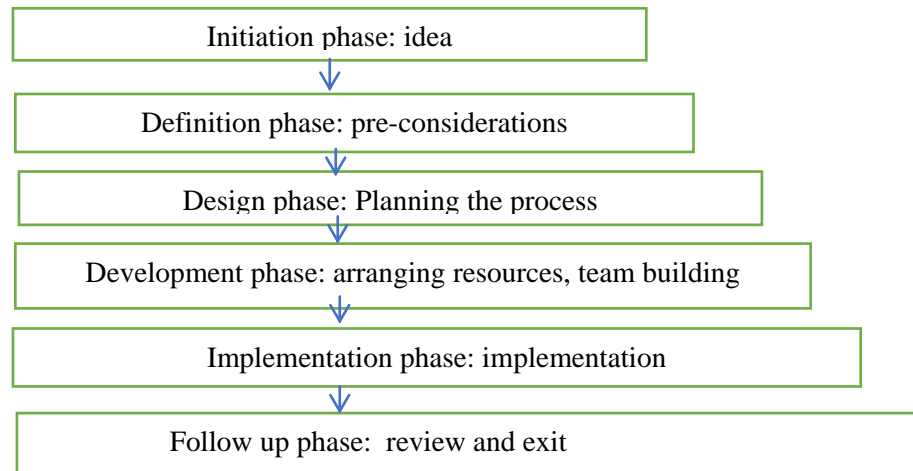 Initiation phase: idea
Definition phase: pre-considerations
Design phase: Planning the process
Development phase: arranging resources, team building
Implementation phase: implementation
Follow up phase:  review and exit